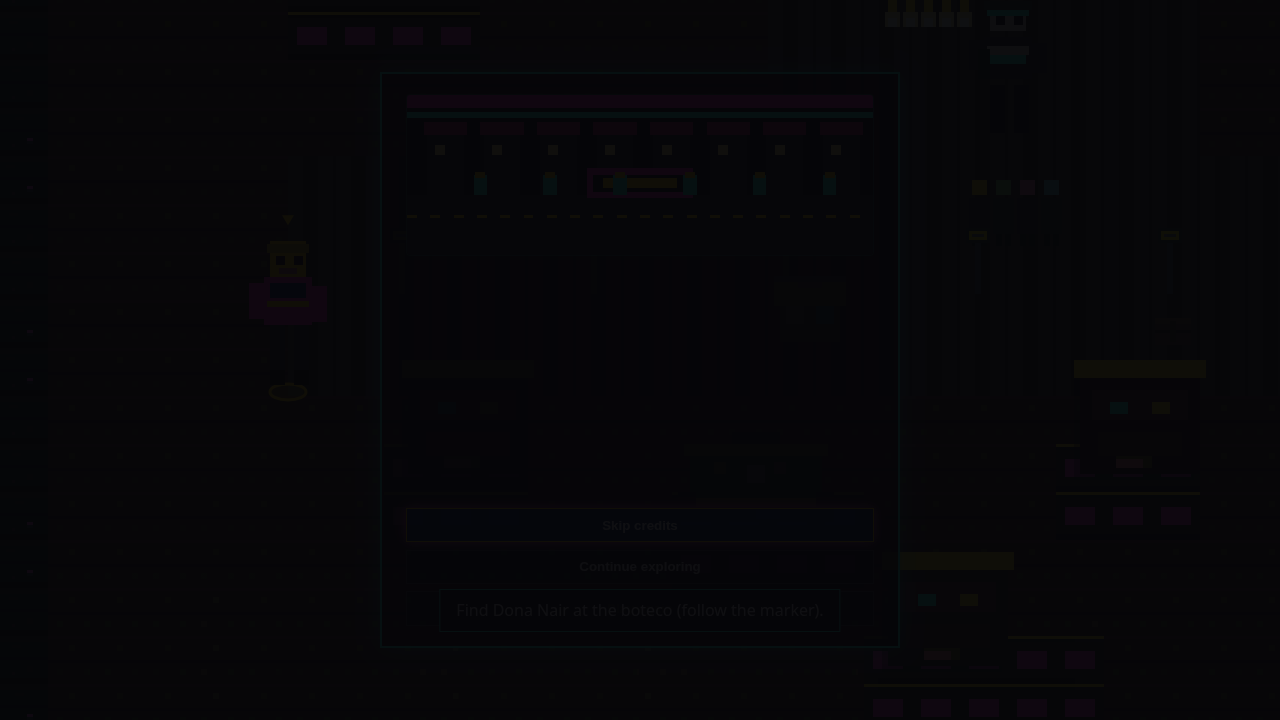 Skip credits
Continue exploring
Find Dona Nair at the boteco (follow the marker).